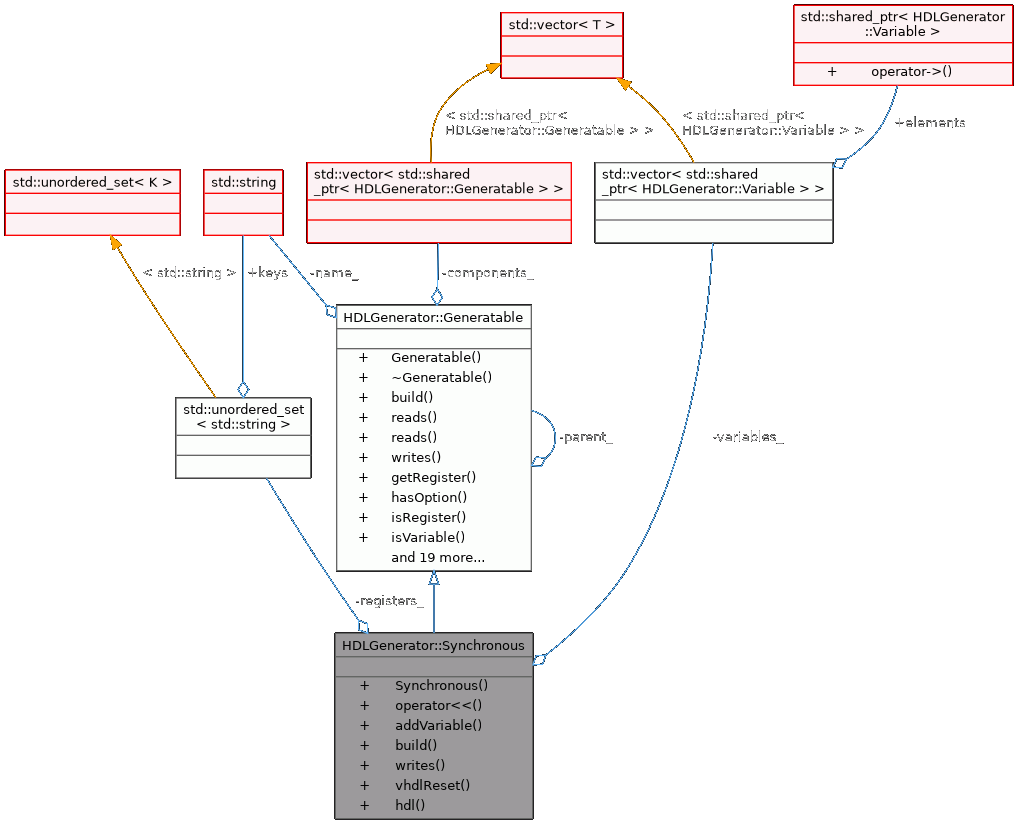 std::vector< T >
std::shared_ptr< HDLGenerator
::Variable >
+ operator->()
< std::shared_ptr<
HDLGenerator::Generatable > >
< std::shared_ptr<
HDLGenerator::Variable > >
+elements
std::unordered_set< K >
std::string
std::vector< std::shared
_ptr< HDLGenerator::Generatable > >
std::vector< std::shared
_ptr< HDLGenerator::Variable > >
< std::string >
+keys
-name_
-components_
HDLGenerator::Generatable
+ Generatable()
+ ~Generatable()
+ build()
+ reads()
+ reads()
+ writes()
+ getRegister()
+ hasOption()
+ isRegister()
+ isVariable()
and 19 more...
-parent_
-variables_
std::unordered_set
< std::string >
-registers_
HDLGenerator::Synchronous
+ Synchronous()
+ operator<<()
+ addVariable()
+ build()
+ writes()
+ vhdlReset()
+ hdl()